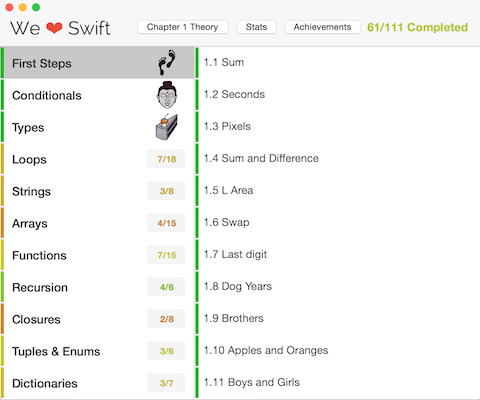 We ❤ Swift
Chapter 1 Theory
Stats
Achievements
61/111 Completed
First Steps
Conditionals
Types
Loops
7/18
Strings
3/8
Arrays
4/15
Functions
7/15
Recursion
4/6
Closures
2/8
Tuples & Enums
3/6
Dictionaries
3/7
1.1 Sum
1.2 Seconds
1.3 Pixels
1.4 Sum and Difference
1.5 L Area
1.6 Swap
1.7 Last digit
1.8 Dog Years
1.9 Brothers
1.10 Apples and Oranges
1.11 Boys and Girls